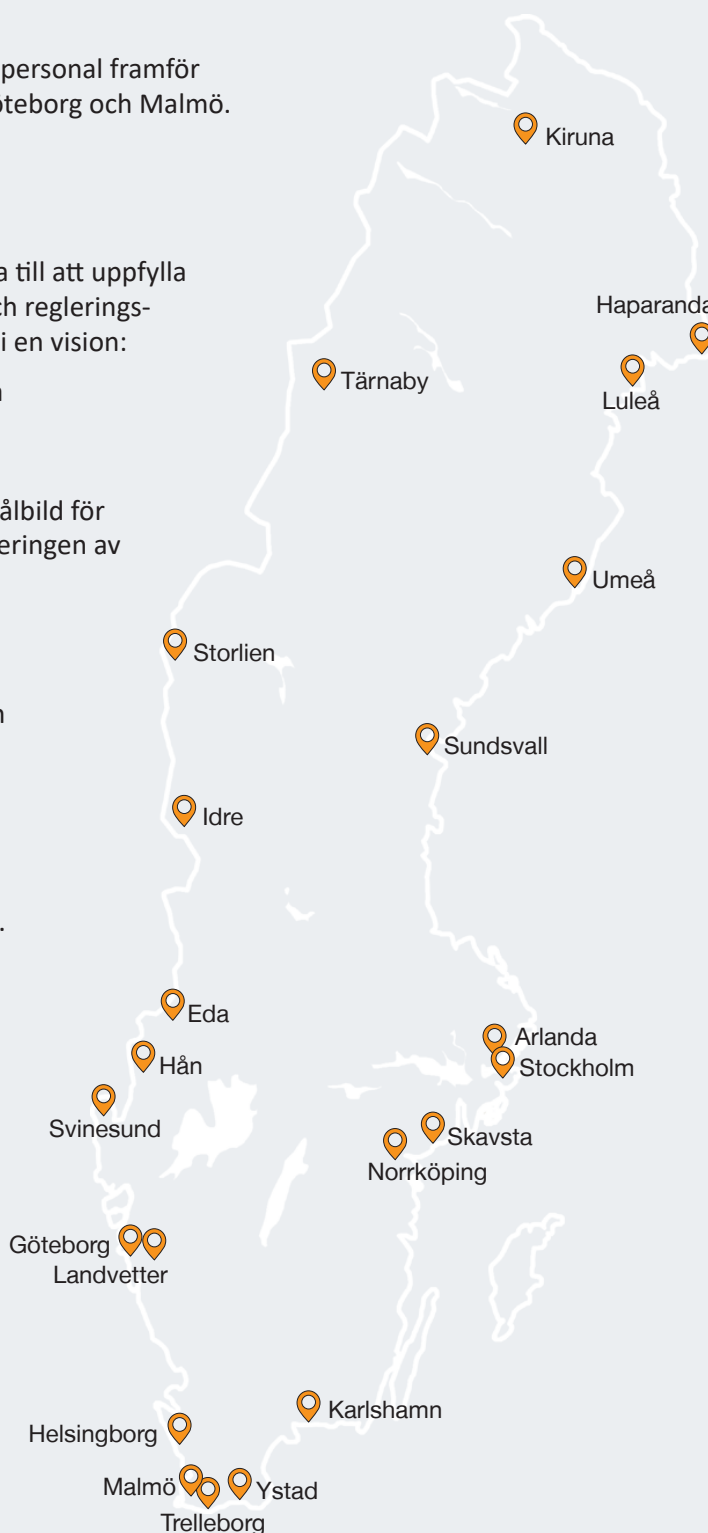 personal framför
öteborg och Malmö.
a till att uppfylla
ch reglerings-
i en vision:
n
ålbild för
eringen av
n
.
Kiruna
Haparanda
Tärnaby
Luleå
Umeå
Storlien
Sundsvall
Idre
Eda
Arlanda
Hån
Stockholm
Svinesund
Skavsta
Norrköping
Göteborg
Landvetter
Karlshamn
Helsingborg
Malmö
Ystad
Trelleborg